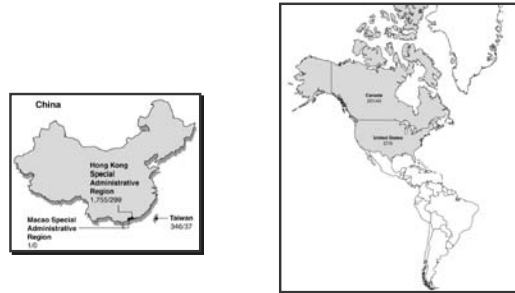 China
Hong Kong
Special
Administrative
Region
1,755/299
Macao Special
Administrative
Region
1/0
Taiwan
346/37
Canada
United States